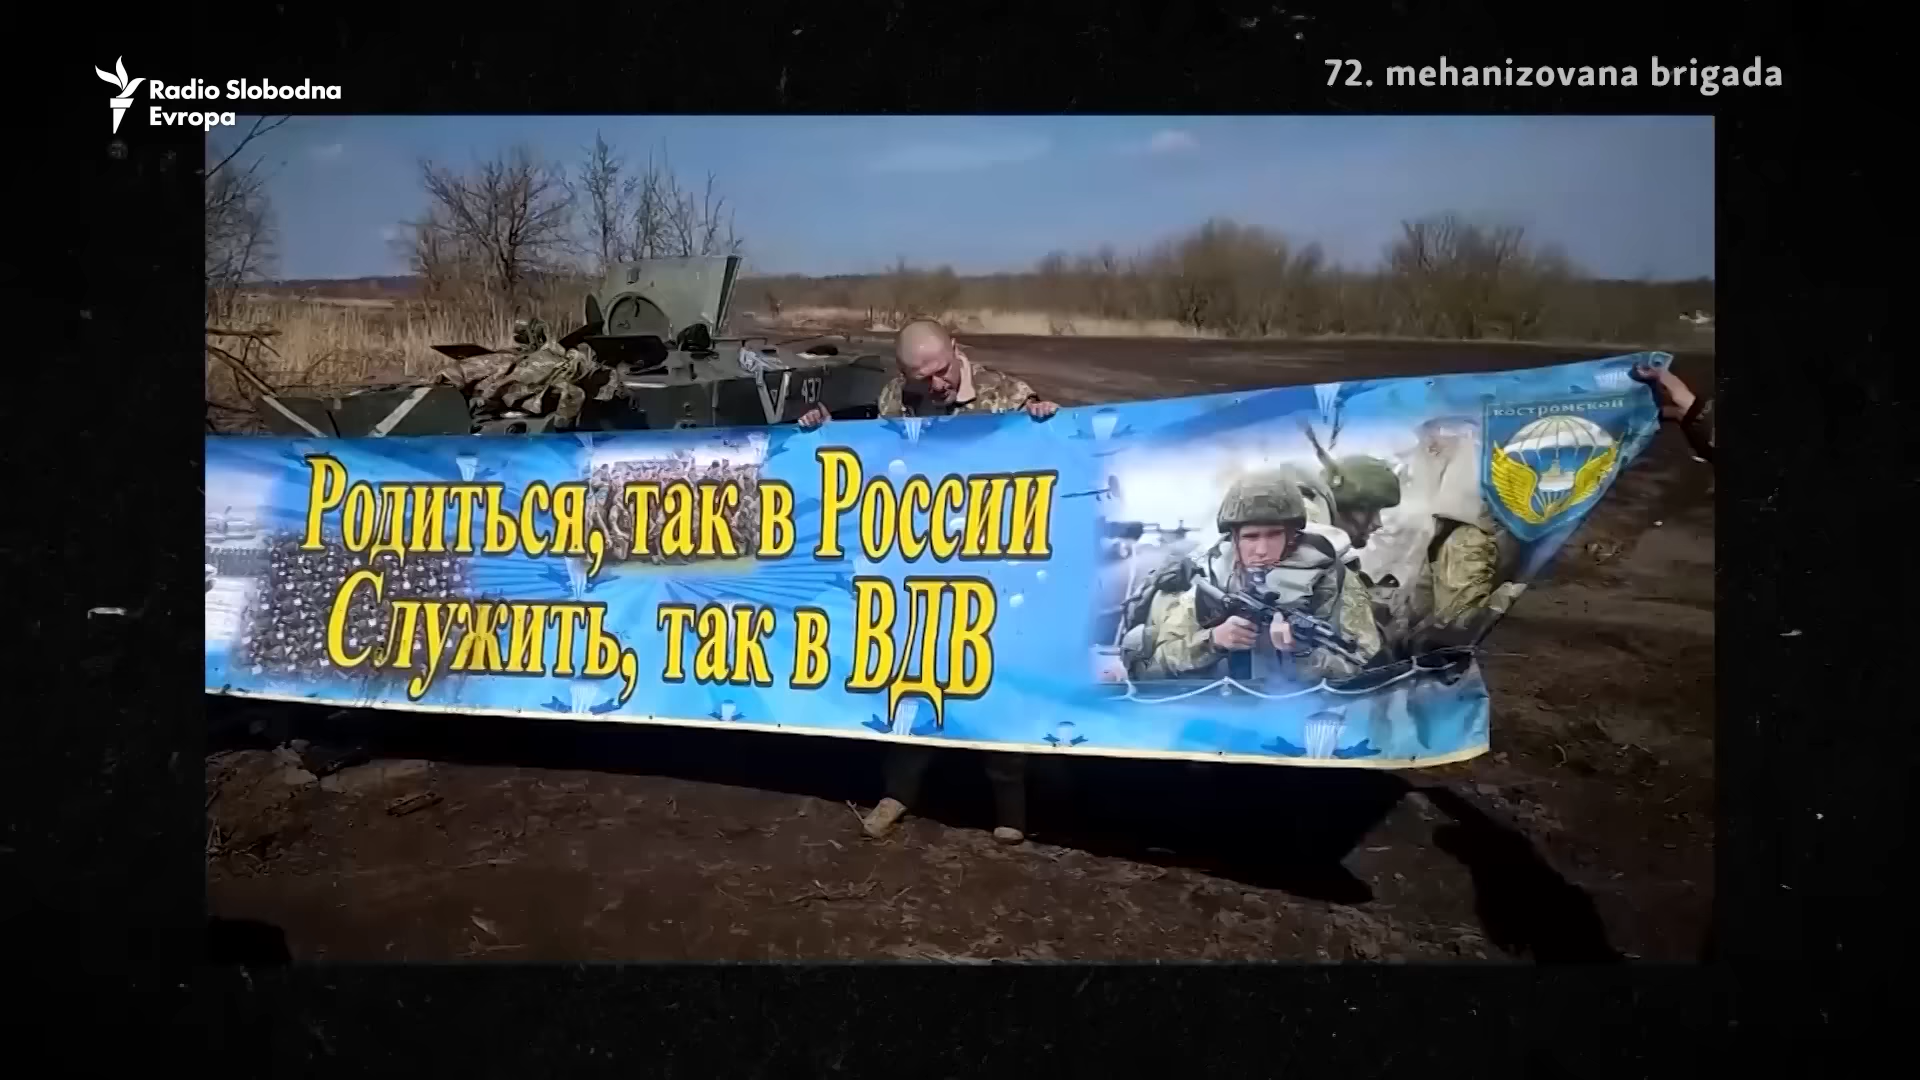 Radio Slobodna
Evropa
72. mehanizovana brigada
437
Родиться, так в России
Служить, так в ВДВ
КОСТРОМСКОЙ